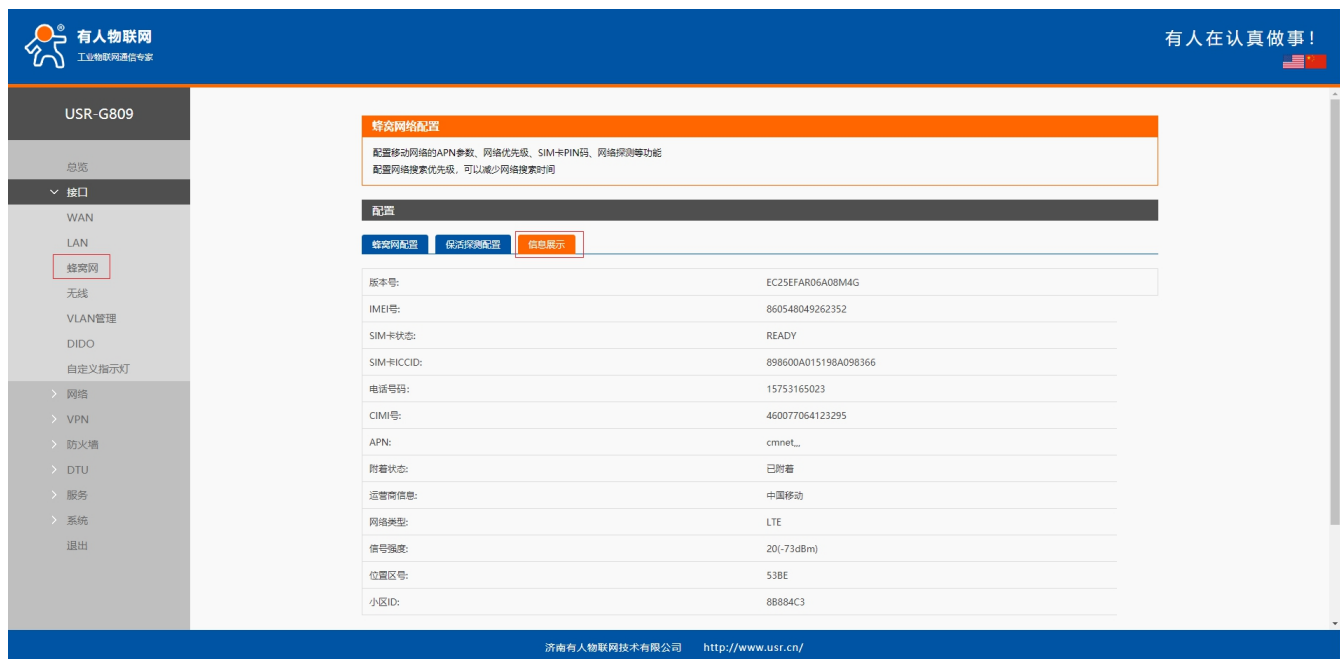 有人物联网
®
工业物联网通信专家
有人在认真做事!
USR-G809
总览
接口
WAN
LAN
蜂窝网
无线
VLAN管理
DIDO
自定义指示灯
网络
VPN
防火墙
DTU
服务
系统
退出
蜂窝网络配置
配置移动网络的APN参数、网络优先级、SIM卡PIN码、网络探测等功能
配置网络搜索优先级,可以减少网络搜索时间
配置
蜂窝网配置 保活探测配置 信息展示
版本号: EC25EFAR06A08M4G
IMEI号: 860548049262352
SIM卡状态: READY
SIM卡ICCID: 898600A015198A098366
电话号码: 15753165023
CIMI号: 460077064123295
APN: cmnet,,,
附着状态: 已附着
运营商信息: 中国移动
网络类型: LTE
信号强度: 20(-73dBm)
位置区号: 53BE
小区ID: 8B884C3
济南有人物联网技术有限公司 http://www.usr.cn/